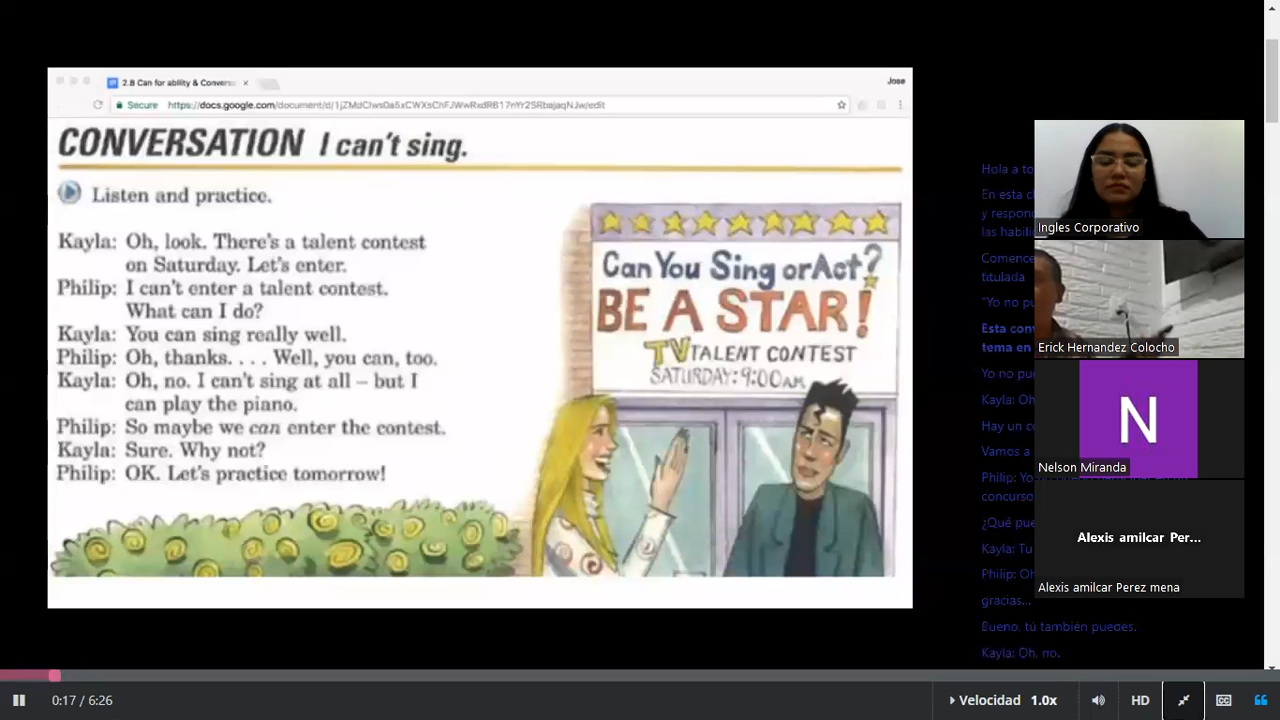 2.8 Can for ability & Convers
Jose
Secure https://docs.google.com/document/d/1jZMdClws0a5xCWXsChFJWwRxdR617nYr2SRbajaqNJw/edit
CONVERSATION I can't sing.
Listen and practice.
Kayla: Oh, look. There's a talent contest
on Saturday. Let's enter.
Philip: I can't enter a talent contest.
What can I do?
Kayla: You can sing really well.
Philip: Oh, thanks. . . . Well, you can, too.
Kayla: Oh, no. I can't sing at all – but I
can play the piano.
Philip: So maybe we can enter the contest.
Kayla: Sure. Why not?
Philip: OK. Let's practice tomorrow!
Can You Sing or Act?
BE A STAR!
TV TALENT CONTEST
SATURDAY: 9:00 AM
Hola a to
En esta cl
y respon
las habili
Comence
titulada
"Yo no pu
Esta conv
tema en
Yo no pue
Kayla: Oh
Hay un c
Vamos a
Philip: Yo
concurso
¿Qué pue
Kayla: Tu
Philip: Oh
gracias...
Bueno, tú también puedes.
Kayla: Oh, no.
Ingles Corporativo
Erick Hernandez Colocho
N
Nelson Miranda
Alexis amilcar Per...
Alexis amilcar Perez mena
0:17 / 6:26
Velocidad 1.0x
HD
CC